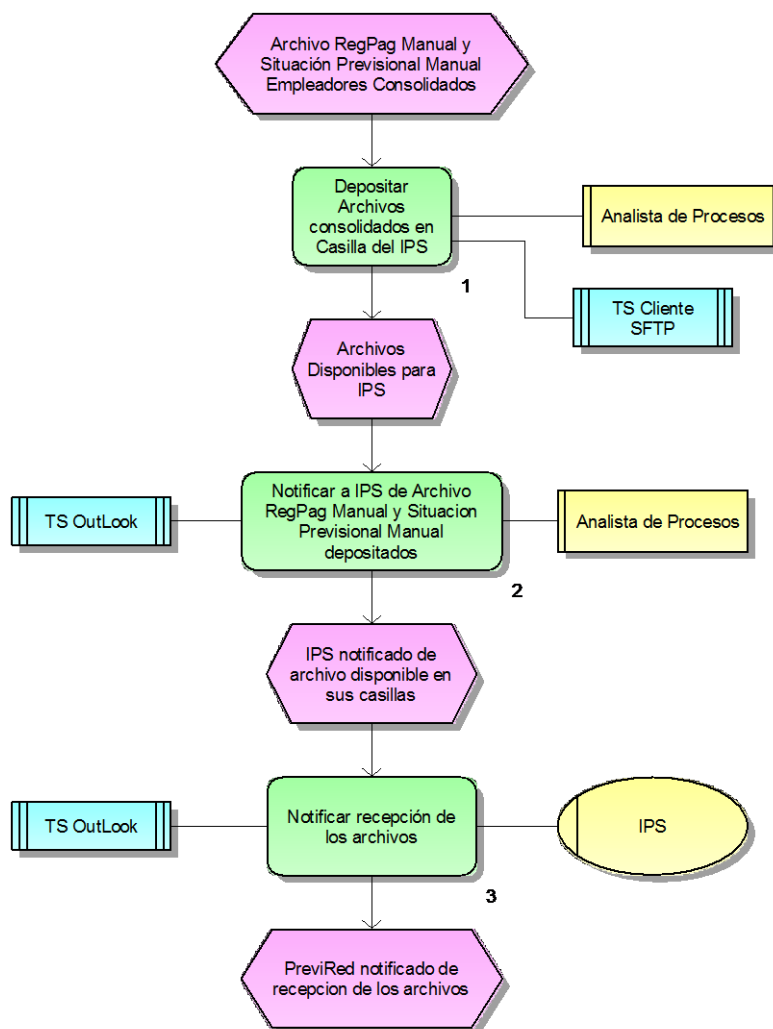 Archivo RegPag Manual y
Situación Previsional Manual
Empleadores Consolidados
Depositar
Archivos
consolidados en
Casilla del IPS
Analista de Procesos
1
TS Cliente
SFTP
Archivos
Disponibles para
IPS
TS OutLook
Notificar a IPS de Archivo
RegPag Manual y Situacion
Previsional Manual
depositados
Analista de Procesos
2
IPS notificado de
archivo disponible en
sus casillas
TS OutLook
Notificar recepción de
los archivos
IPS
3
PreviRed notificado de
recepcion de los archivos